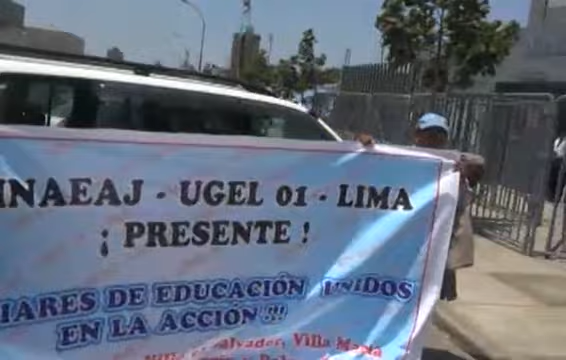 INAEAJ - UGEL 01 - LIMA
¡ PRESENTE !
IARES DE EDUCACIÓN UNIDOS
EN LA ACCIÓN !!!
Salvador, Villa María